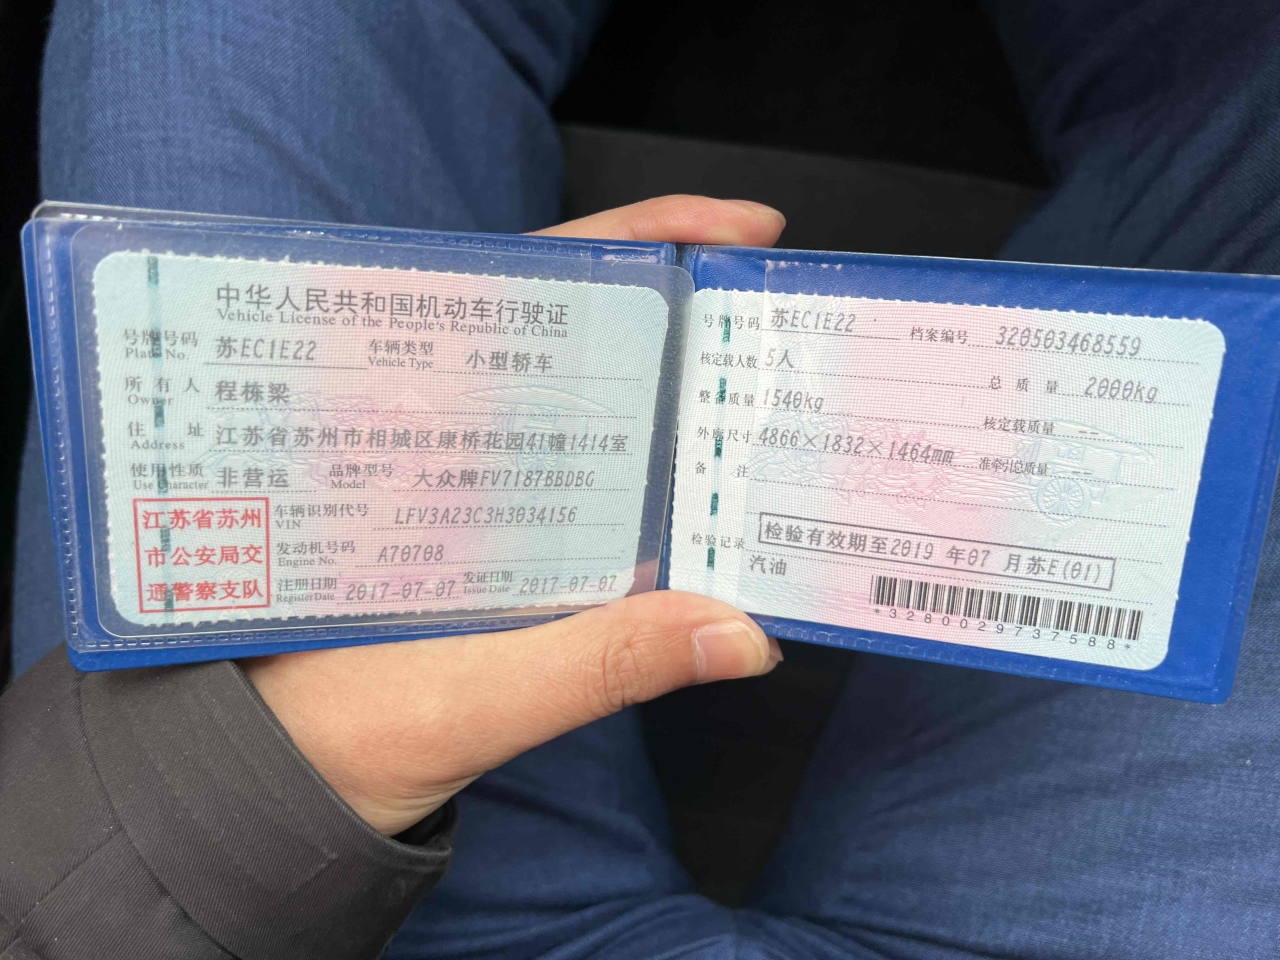 中华人民共和国机动车行驶证
Vehicle License of the People's Republic of China
号牌号码 苏EC1E22 车辆类型 小型轿车
Plate No. Vehicle Type
所有人 程栋梁
Owner
住址 江苏省苏州市相城区康桥花园41幢1414室
Address
使用性质 非营运 品牌型号 大众牌FV7187BBDBG
Use Character Model
江苏省苏州
市公安局交
通警察支队
车辆识别代号 LFV3A23C3H3034156
VIN
发动机号码 A70708
Engine No.
注册日期 2017-07-07 发证日期 2017-07-07
Register Date Issue Date
号牌号码 苏EC1E22 档案编号 320503468559
核定载人数 5人 总质量 2000kg
整备质量 1540kg 核定载质量 --
外廓尺寸 4866×1832×1464mm 准牵引总质量 --
备注
检验记录 检验有效期至2019年07月苏E(01)
汽油
*3280029737588*